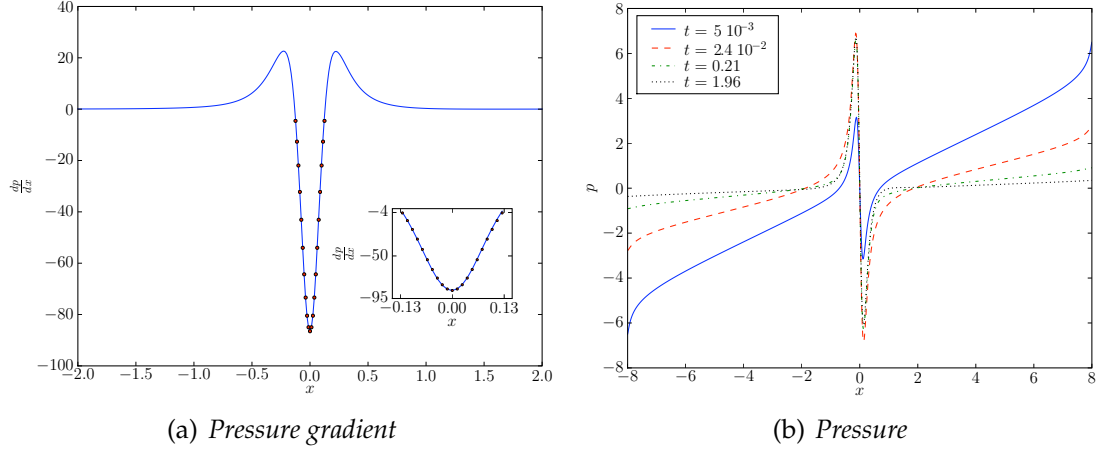 40
20
0
−20
−40
−60
−80
−100
dp
dx
−2.0 −1.5 −1.0 −0.5 0.0 0.5 1.0 1.5 2.0
x
−4
−50
−95
dp
dx
−0.13 0.00 0.13
x
(a) Pressure gradient
8
6
4
2
0
−2
−4
−6
−8
p
−8 −6 −4 −2 0 2 4 6 8
x
t = 5 10⁻³
t = 2.4 10⁻²
t = 0.21
t = 1.96
(b) Pressure